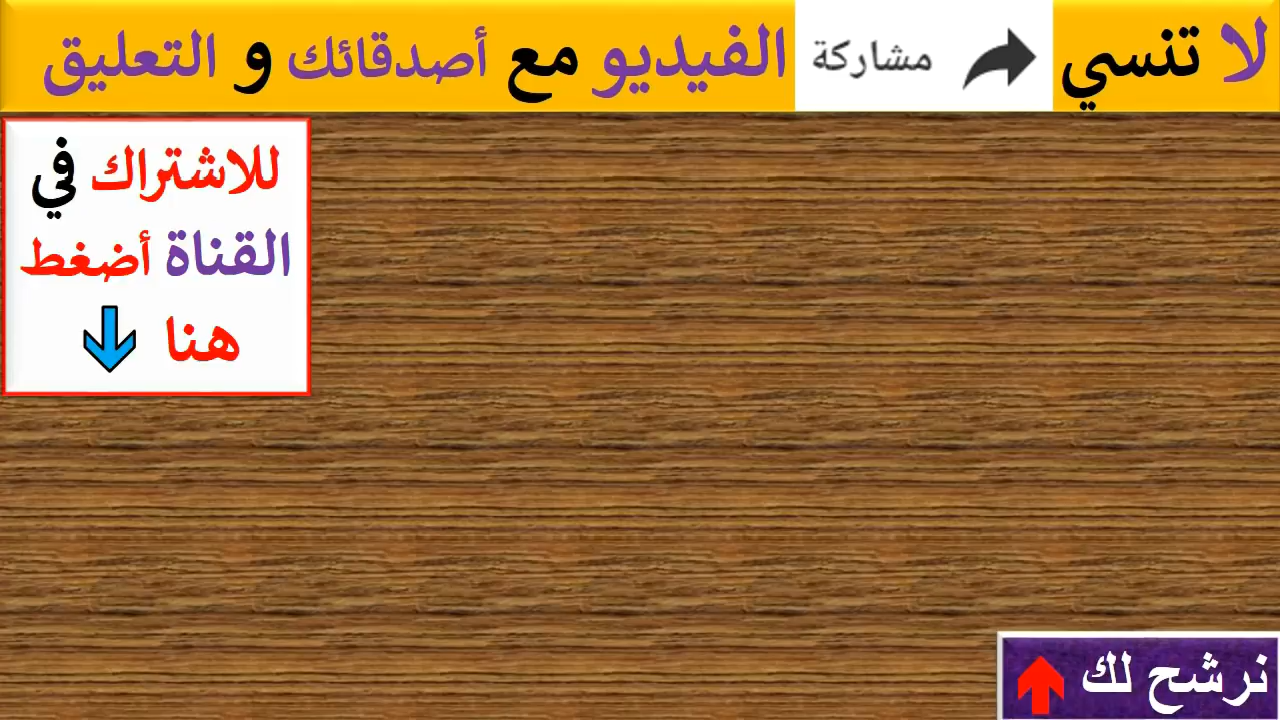 لا تنسي مشاركة الفيديو مع أصدقائك و التعليق
للاشتراك في
القناة أضغط
هنا
نرشح لك